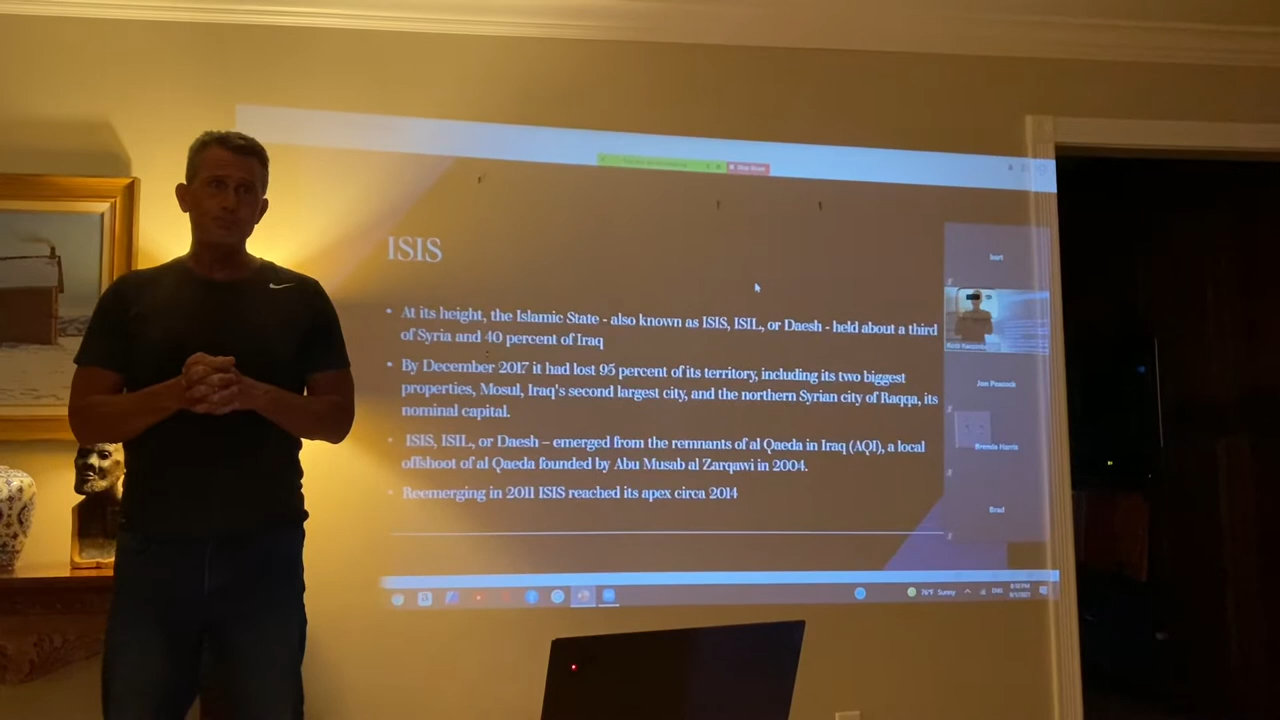 Stop Share
ISIS
• At its height, the Islamic State - also known as ISIS, ISIL, or Daesh - held about a third
of Syria and 40 percent of Iraq
• By December 2017 it had lost 95 percent of its territory, including its two biggest
properties, Mosul, Iraq's second largest city, and the northern Syrian city of Raqqa, its
nominal capital.
• ISIS, ISIL, or Daesh – emerged from the remnants of al Qaeda in Iraq (AQI), a local
offshoot of al Qaeda founded by Abu Musab al Zarqawi in 2004.
• Reemerging in 2011 ISIS reached its apex circa 2014
Jan Peacock
Brenda Harris
Brad
76°F Sunny
ENG